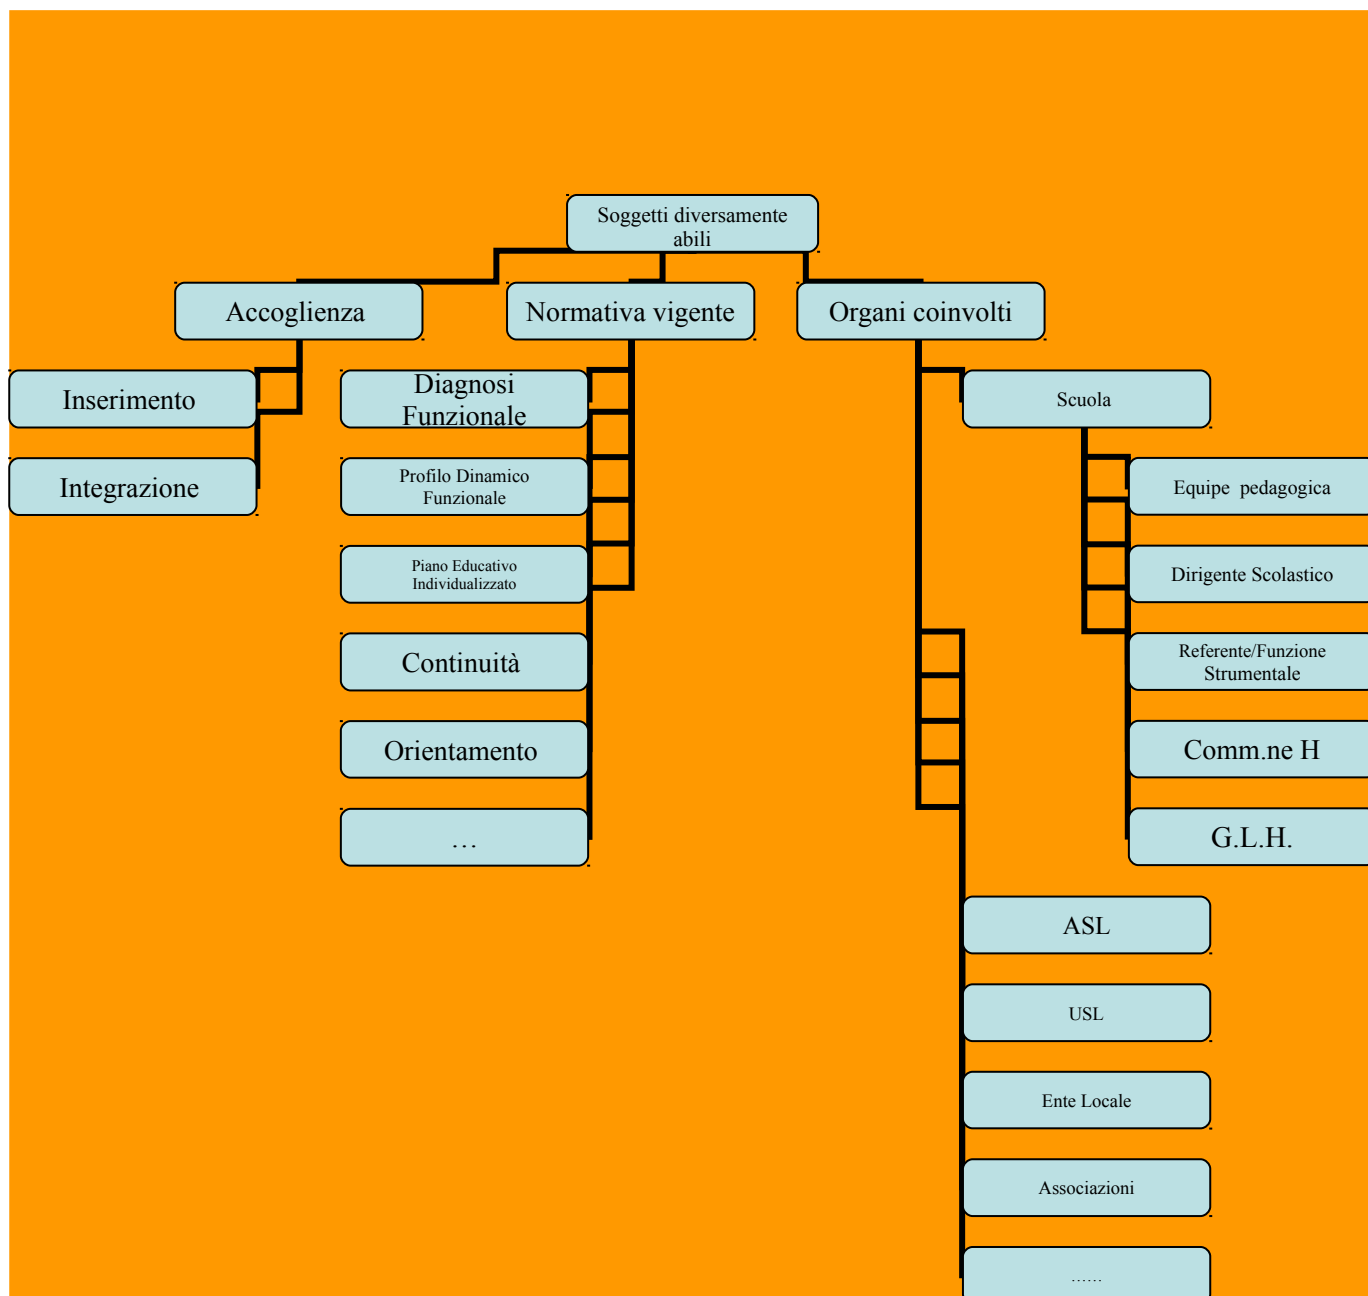 Soggetti diversamente
abili
Accoglienza
Normativa vigente
Organi coinvolti
Inserimento
Integrazione
Diagnosi
Funzionale
Profilo Dinamico
Funzionale
Piano Educativo
Individualizzato
Continuità
Orientamento
…
Scuola
Equipe  pedagogica
Dirigente Scolastico
Referente/Funzione
Strumentale
Comm.ne H
G.L.H.
ASL
USL
Ente Locale
Associazioni
……